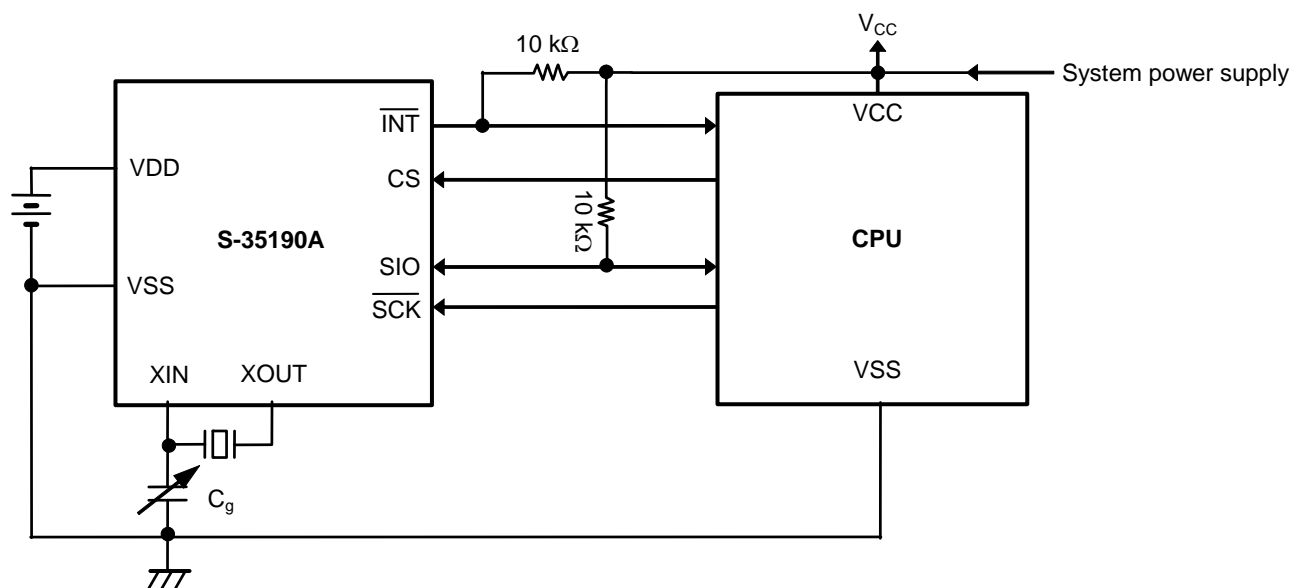 V_CC
10 kΩ
System power supply
INT
VCC
VDD
CS
10 kΩ
S-35190A
CPU
SIO
VSS
SCK
XIN
XOUT
VSS
C_g